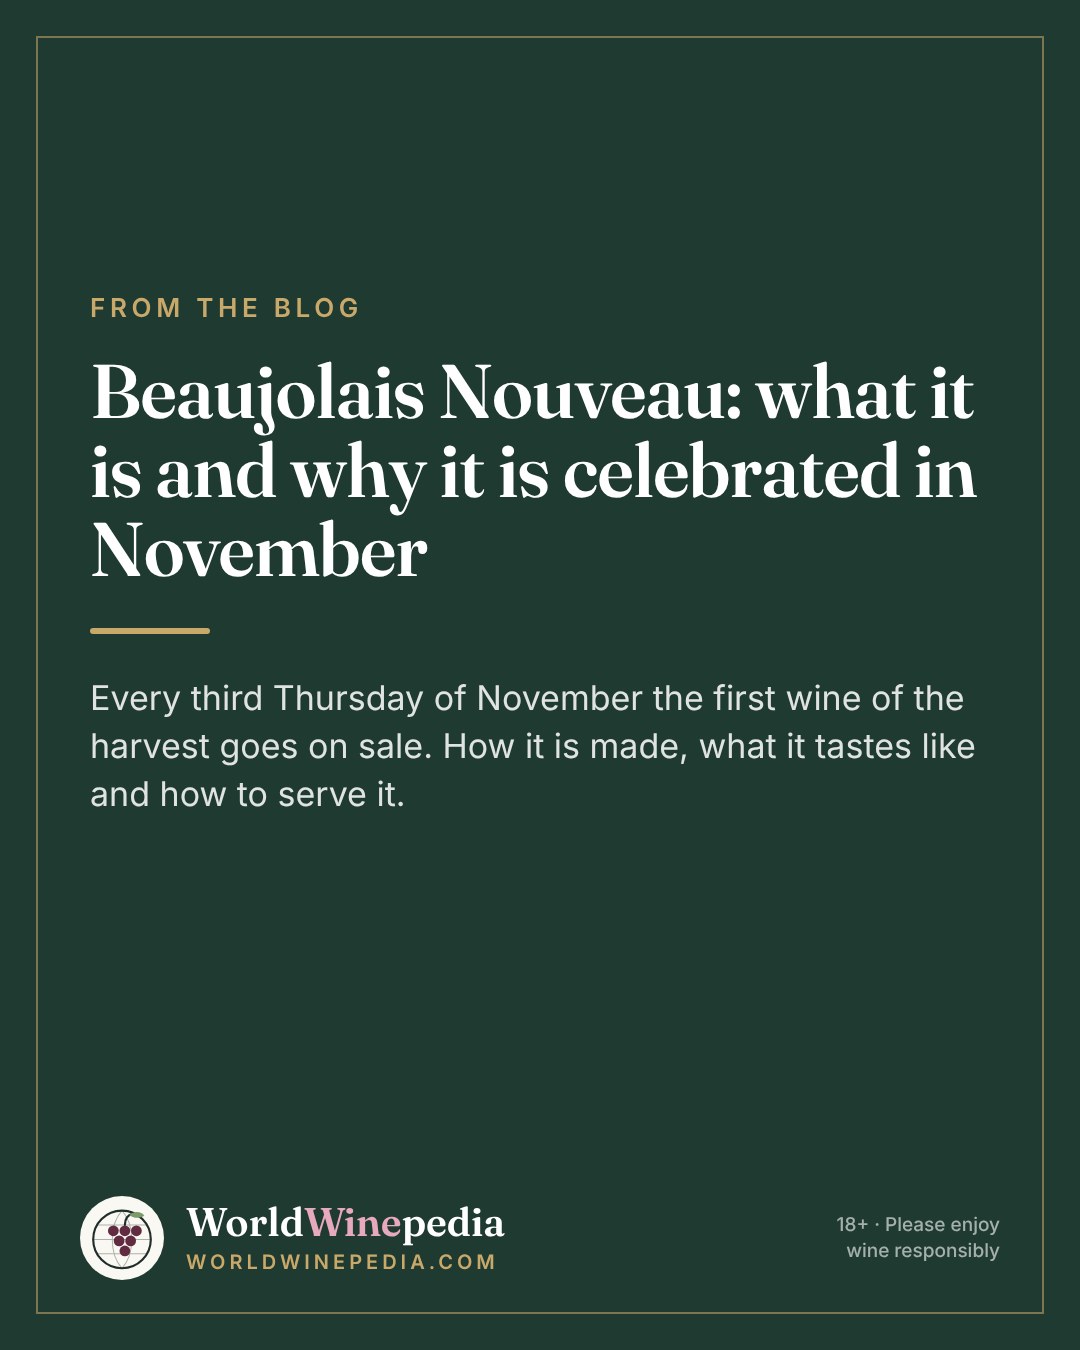 FROM THE BLOG
Beaujolais Nouveau: what it
is and why it is celebrated in
November
Every third Thursday of November the first wine of the
harvest goes on sale. How it is made, what it tastes like
and how to serve it.
WorldWinepedia
WORLDWINEPEDIA.COM
18+ · Please enjoy
wine responsibly